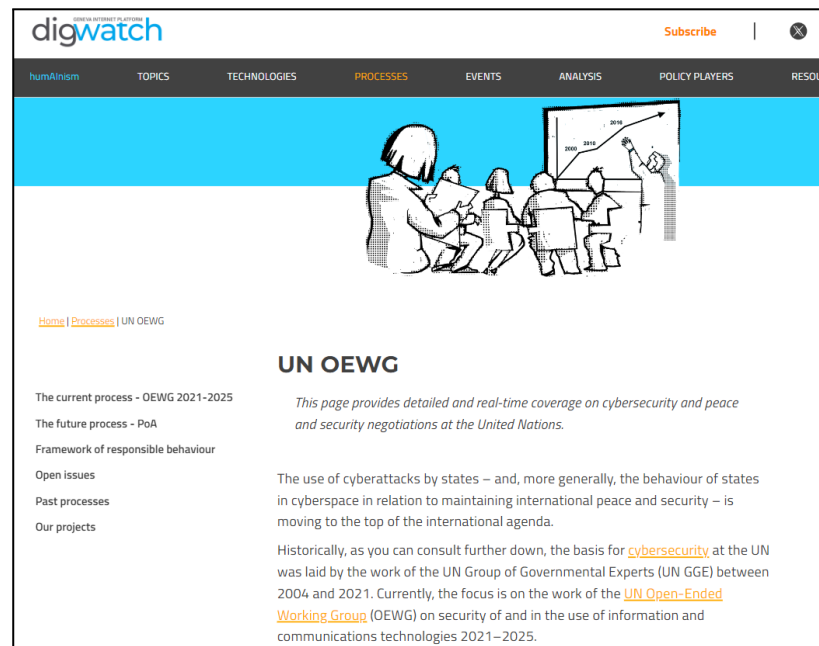 GENEVA INTERNET PLATFORM
digwatch
Subscribe
humAInism TOPICS TECHNOLOGIES PROCESSES EVENTS ANALYSIS POLICY PLAYERS RESOU
2000 2010 2016
Home | Processes | UN OEWG
UN OEWG
The current process - OEWG 2021-2025
The future process - PoA
Framework of responsible behaviour
Open issues
Past processes
Our projects
This page provides detailed and real-time coverage on cybersecurity and peace
and security negotiations at the United Nations.
The use of cyberattacks by states – and, more generally, the behaviour of states
in cyberspace in relation to maintaining international peace and security – is
moving to the top of the international agenda.
Historically, as you can consult further down, the basis for cybersecurity at the UN
was laid by the work of the UN Group of Governmental Experts (UN GGE) between
2004 and 2021. Currently, the focus is on the work of the UN Open-Ended
Working Group (OEWG) on security of and in the use of information and
communications technologies 2021–2025.